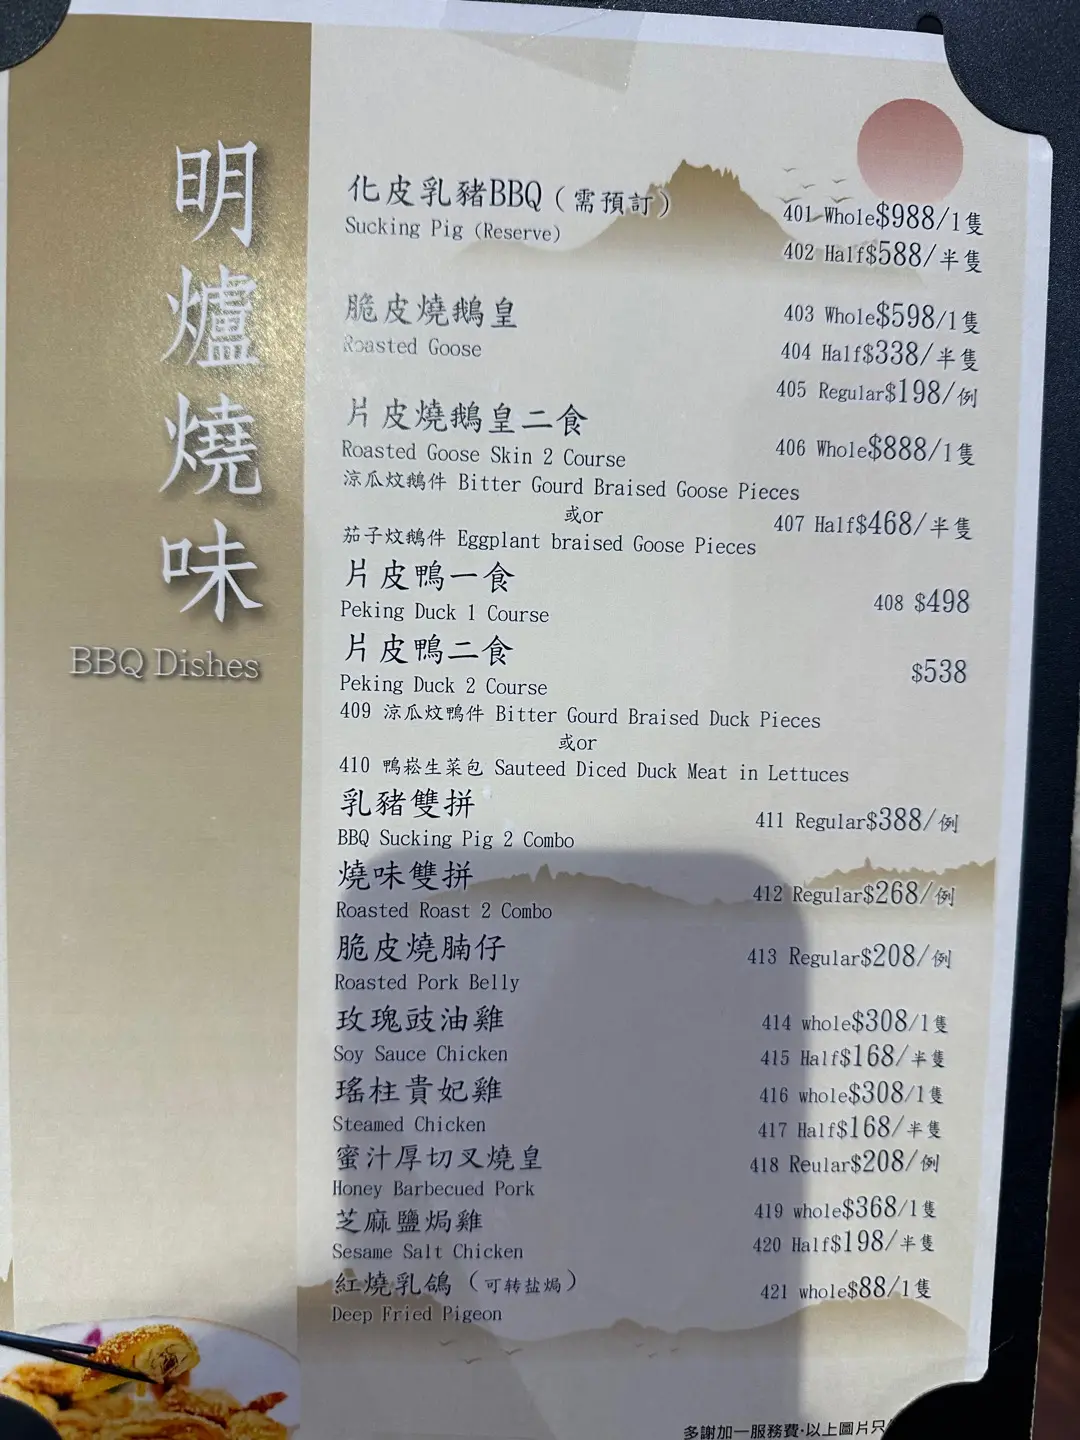 明爐燒味
BBQ Dishes
化皮乳豬BBQ（需預訂）
Sucking Pig (Reserve)
401 Whole$988/1隻
402 Half$588/半隻
脆皮燒鵝皇
Roasted Goose
403 Whole$598/1隻
404 Half$338/半隻
405 Regular$198/例
片皮燒鵝皇二食
Roasted Goose Skin 2 Course
406 Whole$888/1隻
涼瓜炆鵝件 Bitter Gourd Braised Goose Pieces
或or
407 Half$468/半隻
茄子炆鵝件 Eggplant braised Goose Pieces
片皮鴨一食
Peking Duck 1 Course
408 $498
片皮鴨二食
Peking Duck 2 Course
$538
409 涼瓜炆鴨件 Bitter Gourd Braised Duck Pieces
或or
410 鴨崧生菜包 Sauteed Diced Duck Meat in Lettuces
乳豬雙拼
BBQ Sucking Pig 2 Combo
411 Regular$388/例
燒味雙拼
Roasted Roast 2 Combo
412 Regular$268/例
脆皮燒腩仔
Roasted Pork Belly
413 Regular$208/例
玫瑰豉油雞
Soy Sauce Chicken
414 whole$308/1隻
415 Half$168/半隻
瑤柱貴妃雞
Steamed Chicken
416 whole$308/1隻
417 Half$168/半隻
蜜汁厚切叉燒皇
Honey Barbecued Pork
418 Reular$208/例
芝麻鹽焗雞
Sesame Salt Chicken
419 whole$368/1隻
420 Half$198/半隻
紅燒乳鴿（可转盐焗）
Deep Fried Pigeon
421 whole$88/1隻
多謝加一服務費·以上圖片只